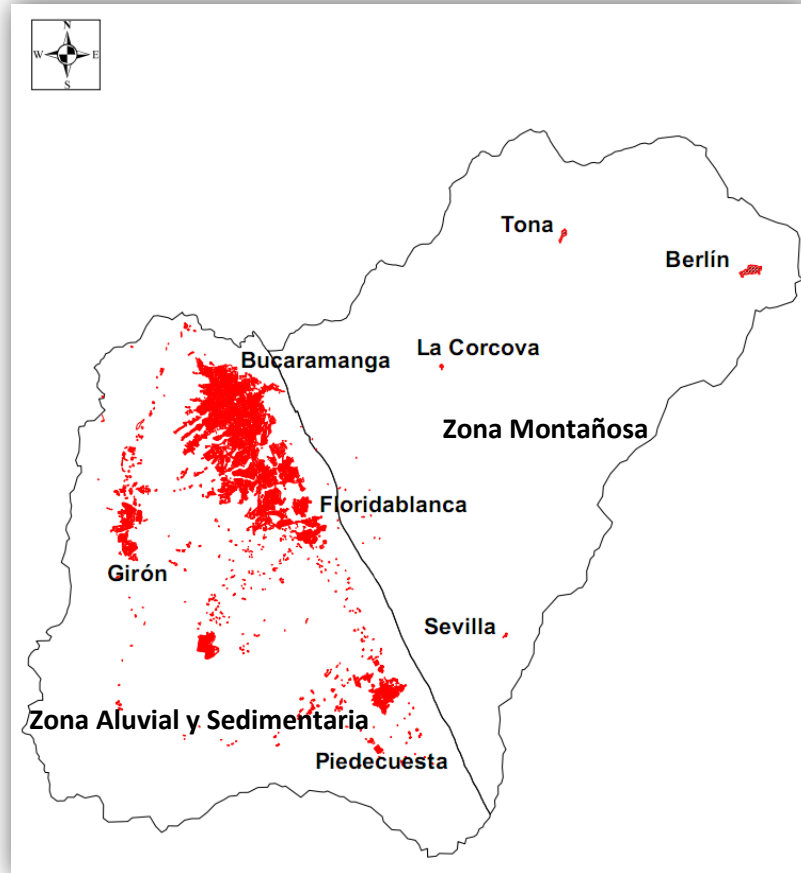 N
W E
S
Tona
Berlín
Bucaramanga
La Corcova
Zona Montañosa
Floridablanca
Girón
Sevilla
Zona Aluvial y Sedimentaria
Piedecuesta